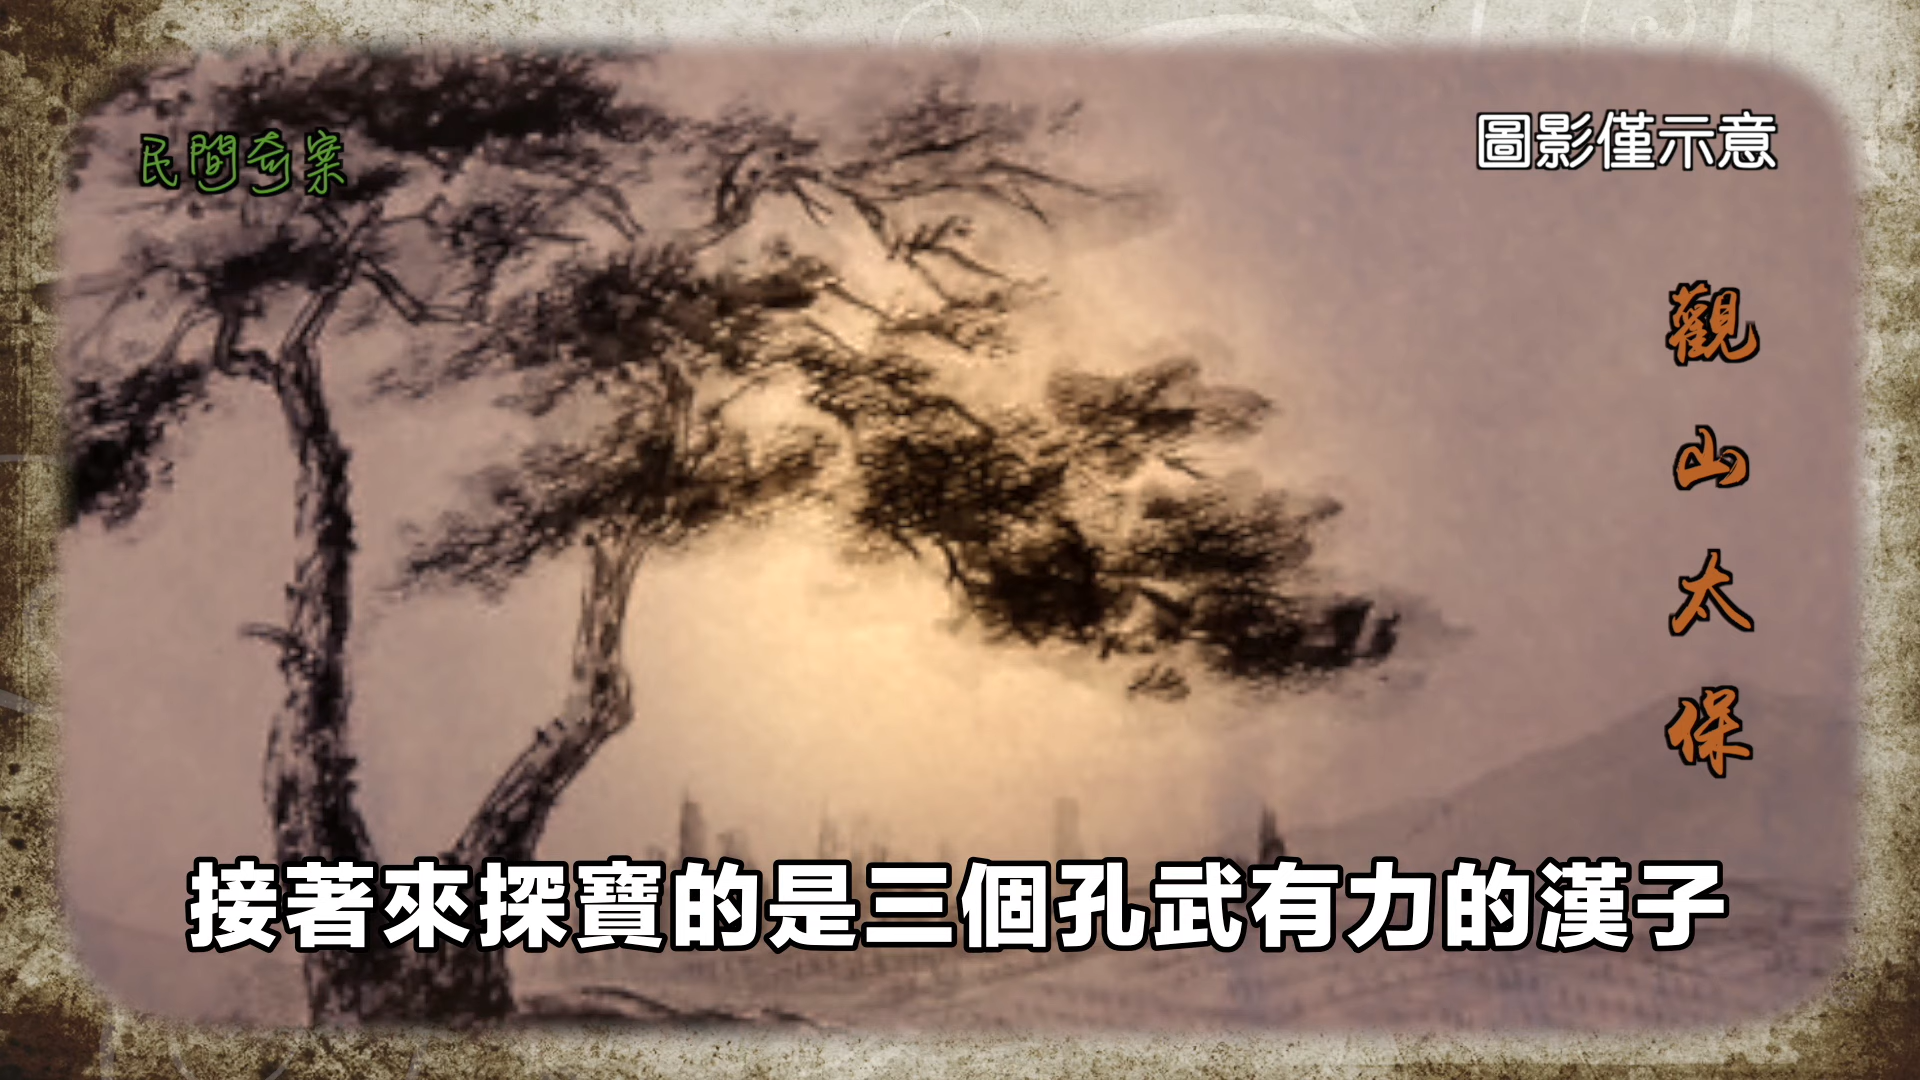 民間奇案
圖影僅示意
觀山太保
接著來探寶的是三個孔武有力的漢子